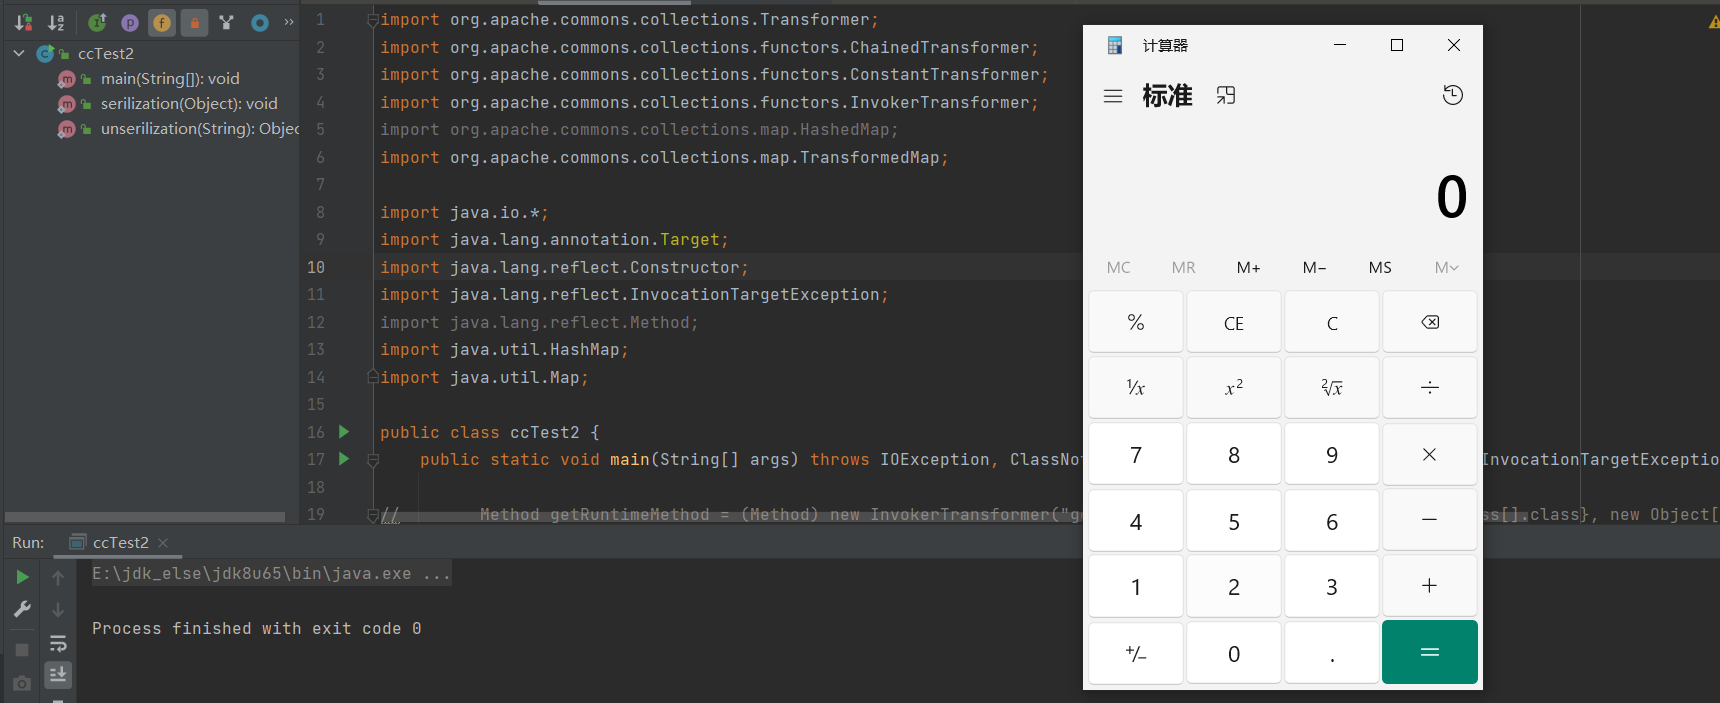 ccTest2
main(String[]): void
serilization(Object): void
unserilization(String): Objec
1 import org.apache.commons.collections.Transformer;
2 import org.apache.commons.collections.functors.ChainedTransformer;
3 import org.apache.commons.collections.functors.ConstantTransformer;
4 import org.apache.commons.collections.functors.InvokerTransformer;
5 import org.apache.commons.collections.map.HashedMap;
6 import org.apache.commons.collections.map.TransformedMap;
7
8 import java.io.*;
9 import java.lang.annotation.Target;
10 import java.lang.reflect.Constructor;
11 import java.lang.reflect.InvocationTargetException;
12 import java.lang.reflect.Method;
13 import java.util.HashMap;
14 import java.util.Map;
15
16 public class ccTest2 {
17 public static void main(String[] args) throws IOException, ClassNot InvocationTargetExceptio
18
19 // Method getRuntimeMethod = (Method) new InvokerTransformer("g ss[].class}, new Object[
计算器
标准
0
MC MR M+ M− MS M
% CE C
⅟x x² ²√x ÷
7 8 9 ×
4 5 6 −
1 2 3 +
+/− 0 . =
Run: ccTest2
E:\jdk_else\jdk8u65\bin\java.exe ...
Process finished with exit code 0